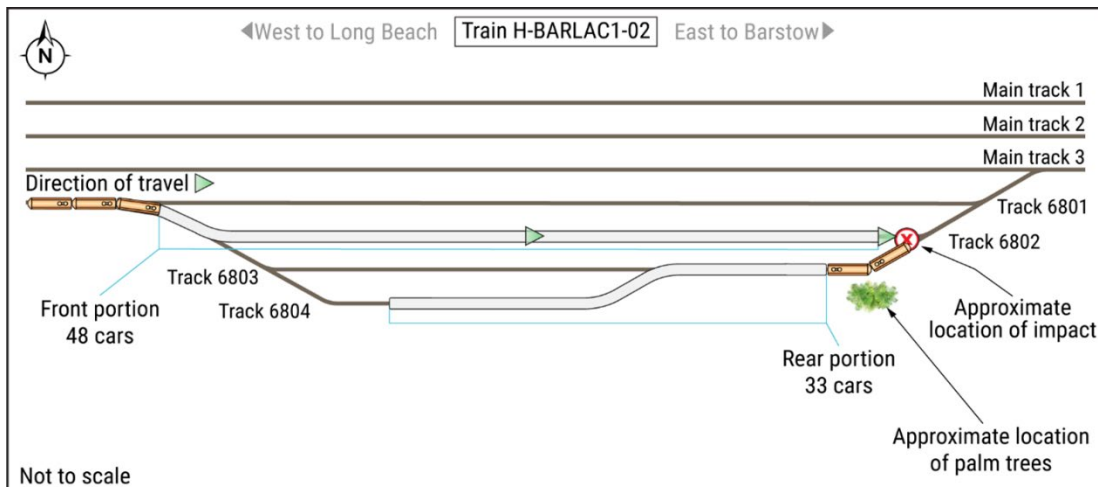 West to Long Beach
Train H-BARLAC1-02
East to Barstow
N
Main track 1
Main track 2
Main track 3
Direction of travel
Track 6801
X
Track 6802
Track 6803
Front portion
48 cars
Track 6804
Approximate
location of impact
Rear portion
33 cars
Approximate location
of palm trees
Not to scale